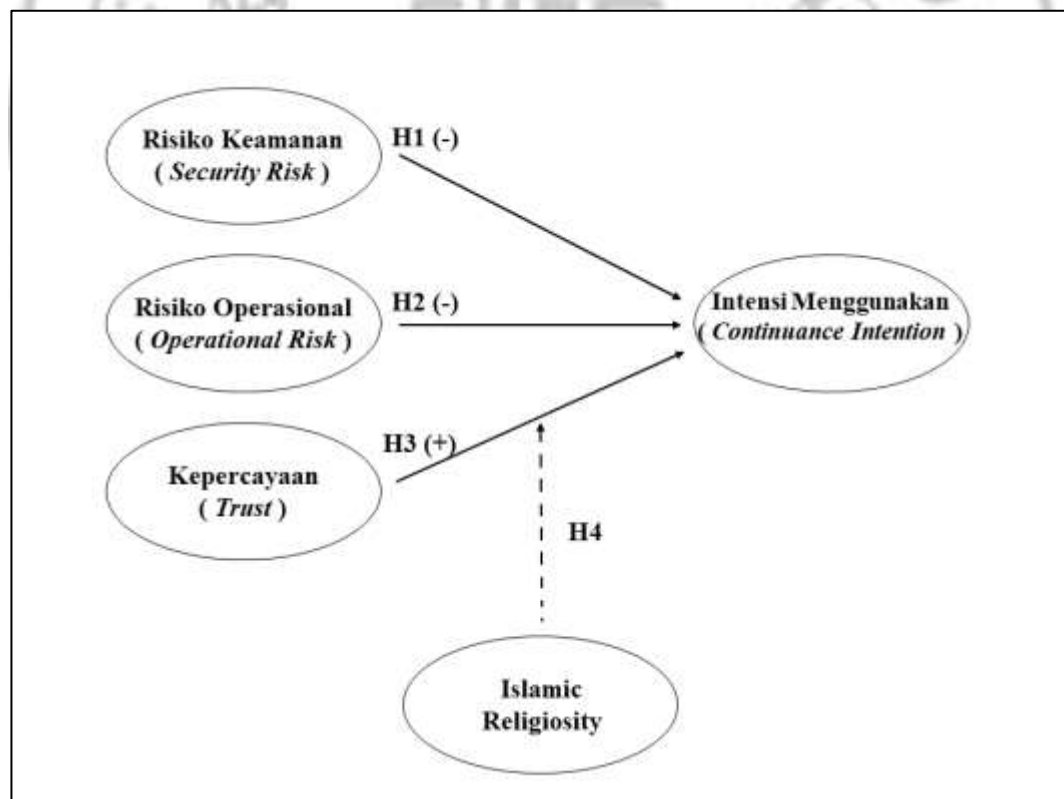 Risiko Keamanan
( Security Risk )
H1 (-)
Risiko Operasional
( Operational Risk )
H2 (-)
Intensi Menggunakan
( Continuance Intention )
H3 (+)
Kepercayaan
( Trust )
H4
Islamic
Religiosity